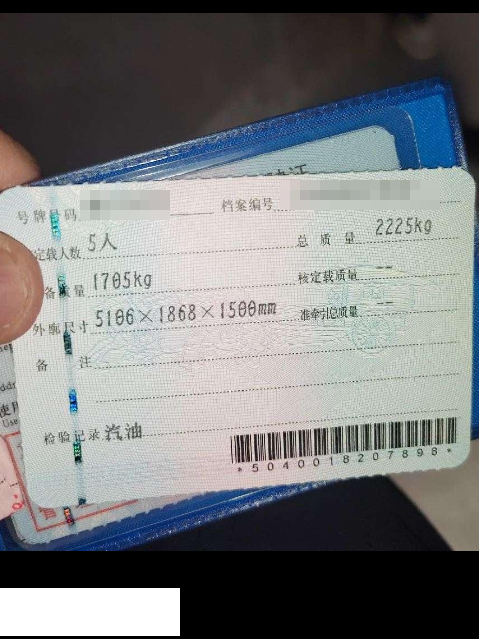 号牌号码 档案编号
定载人数 5人 总质量 2225kg
备质量 1705kg 核定载质量 --
外廓尺寸 5106×1868×1500mm 准牵引总质量 --
备注
检验记录 汽油
*5040018207898*